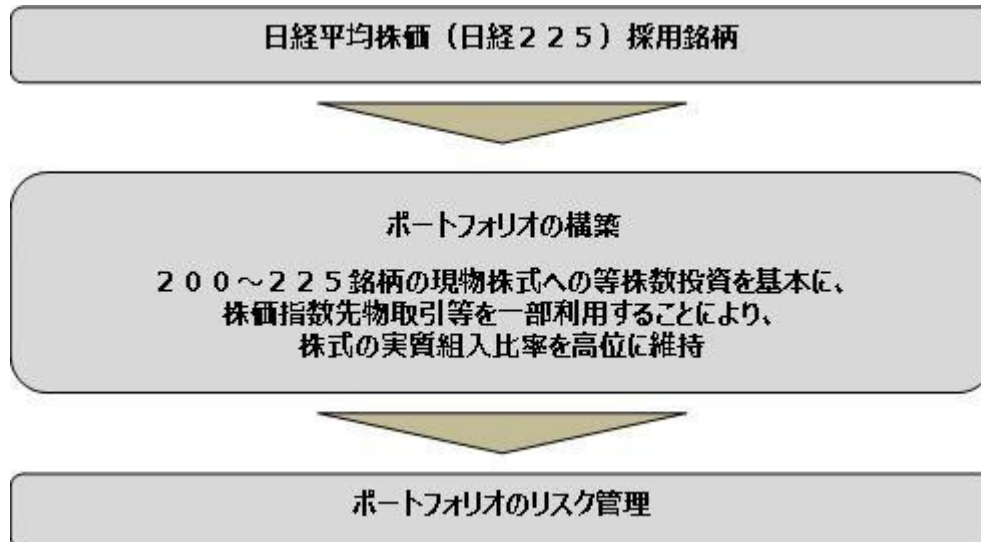 日経平均株価（日経２２５）採用銘柄
ポートフォリオの構築
２００～２２５銘柄の現物株式への等株数投資を基本に、
株価指数先物取引等を一部利用することにより、
株式の実質組入比率を高位に維持
ポートフォリオのリスク管理